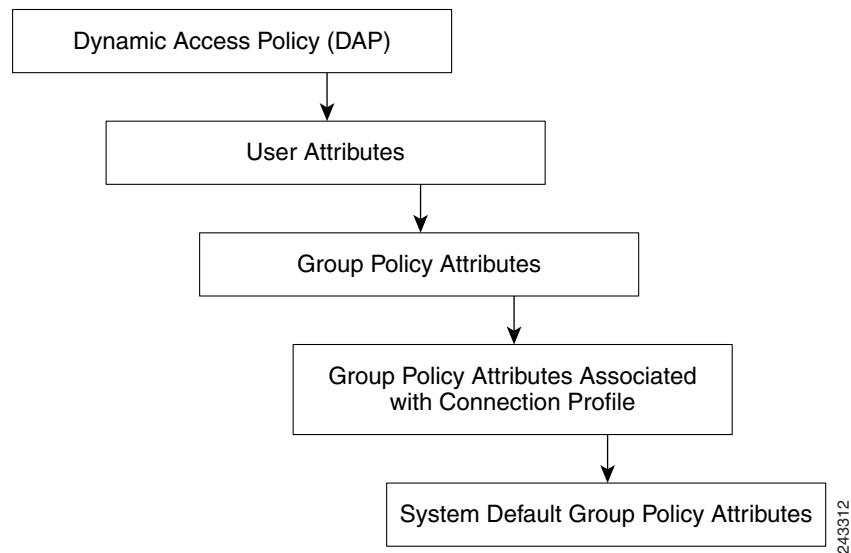 Dynamic Access Policy (DAP)
User Attributes
Group Policy Attributes
Group Policy Attributes Associated
with Connection Profile
System Default Group Policy Attributes
243312